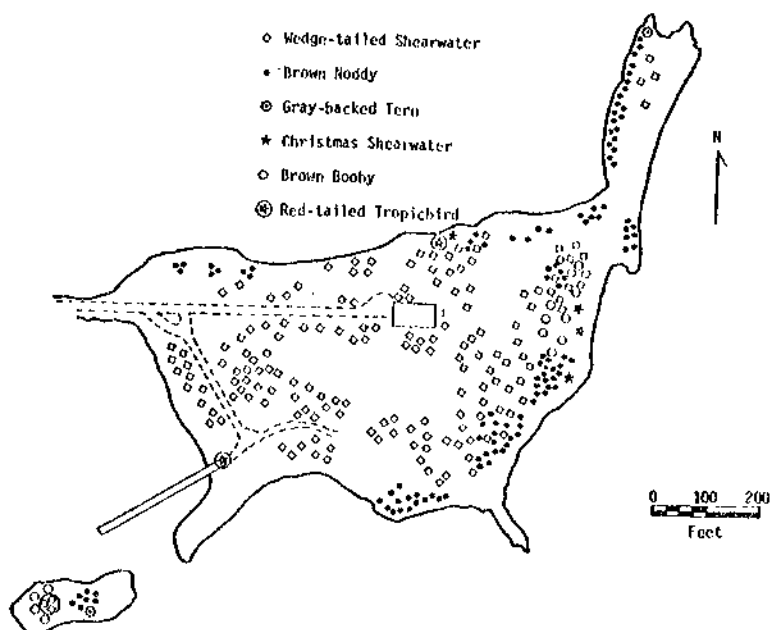 Wedge-tailed Shearwater
Brown Noddy
Gray-backed Tern
Christmas Shearwater
Brown Booby
Red-tailed Tropicbird
N
1
0 100 200
Feet